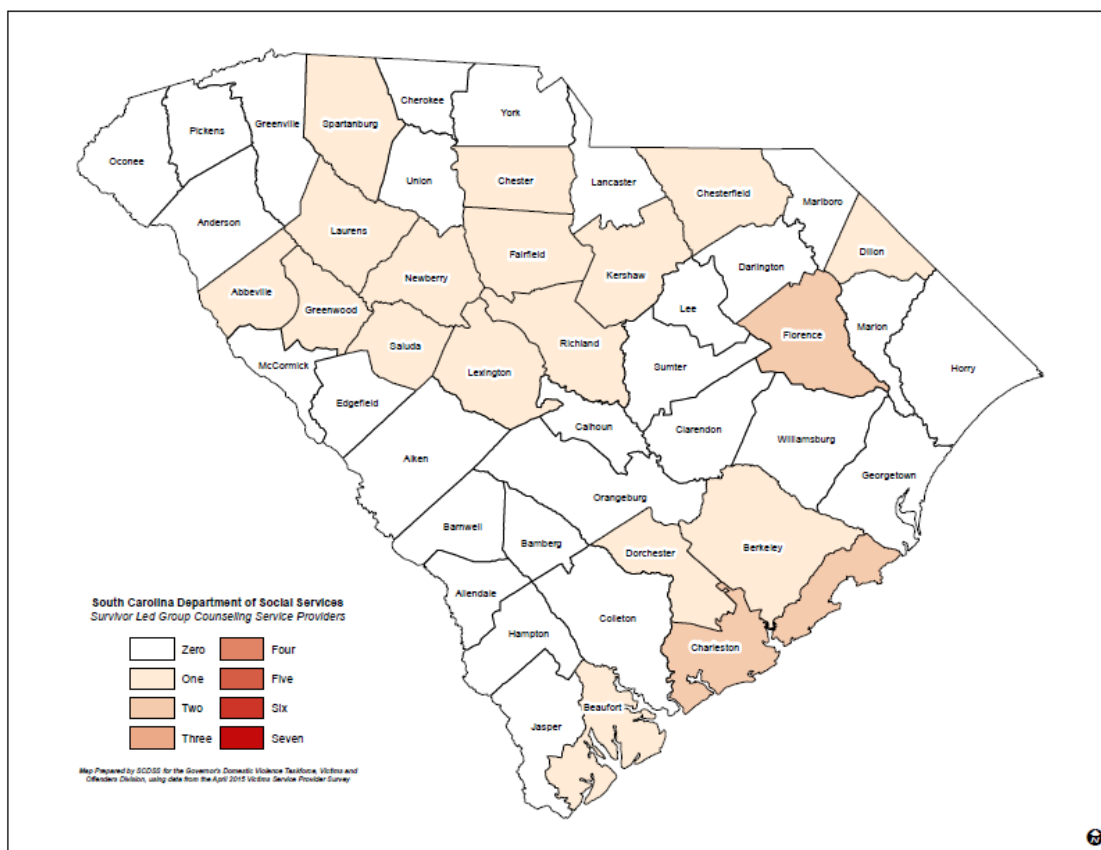 Cherokee
York
Spartanburg
Greenville
Pickens
Oconee
Union
Chester
Lancaster
Chesterfield
Marlboro
Anderson
Laurens
Fairfield
Dillon
Darlington
Newberry
Kershaw
Abbeville
Greenwood
Lee
Florence
Marion
Saluda
Richland
McCormick
Lexington
Sumter
Horry
Edgefield
Calhoun
Clarendon
Williamsburg
Aiken
Georgetown
Orangeburg
Barnwell
Bamberg
Dorchester
Berkeley
Allendale
Colleton
Hampton
Charleston
Beaufort
Jasper
South Carolina Department of Social Services
Survivor Led Group Counseling Service Providers
Zero
Four
One
Five
Two
Six
Three
Seven
Map Prepared by SCDSS for the Governor's Domestic Violence Taskforce, Victims and
Offenders Division, using data from the April 2015 Victims Service Provider Survey